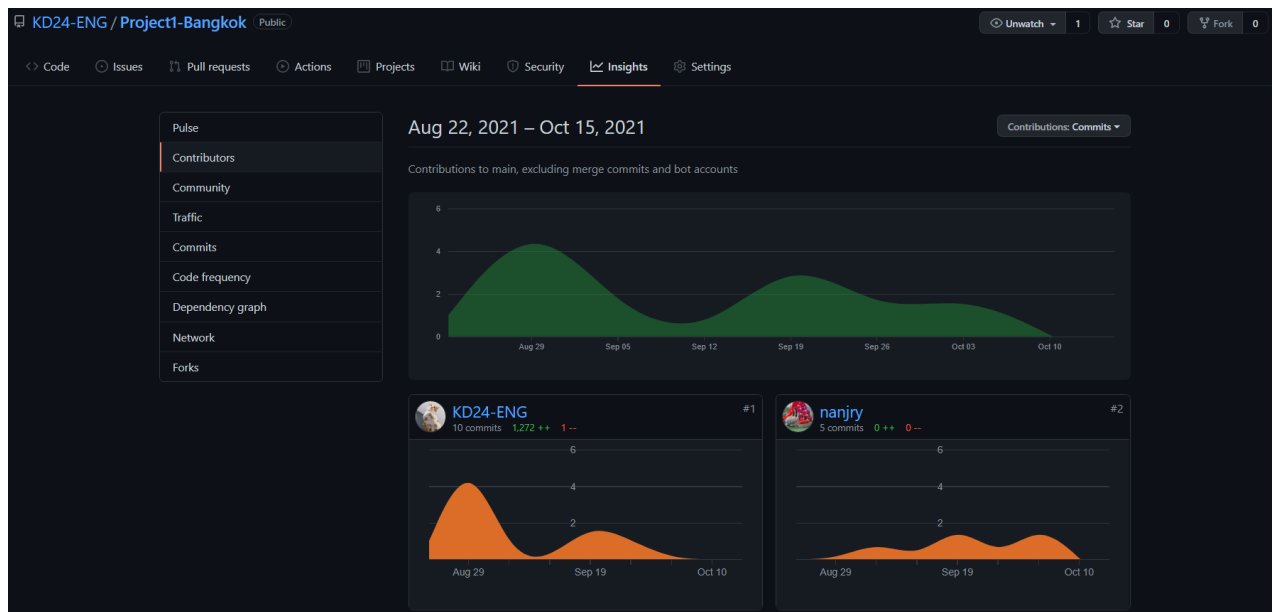 KD24-ENG / Project1-Bangkok Public
Unwatch 1 Star 0 Fork 0
<> Code Issues Pull requests Actions Projects Wiki Security Insights Settings
Pulse
Contributors
Community
Traffic
Commits
Code frequency
Dependency graph
Network
Forks
Aug 22, 2021 – Oct 15, 2021
Contributions: Commits
Contributions to main, excluding merge commits and bot accounts
6
4
2
0
Aug 29 Sep 05 Sep 12 Sep 19 Sep 26 Oct 03 Oct 10
KD24-ENG #1
10 commits 1,272 ++ 1 --
6
4
2
Aug 29 Sep 19 Oct 10
nanjry #2
5 commits 0 ++ 0 --
6
4
2
Aug 29 Sep 19 Oct 10